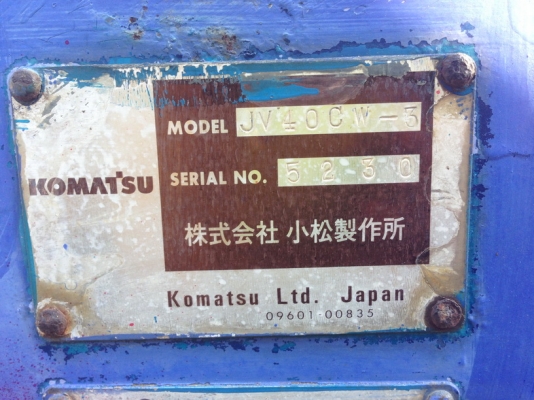 MODEL JV40CW-3
KOMATSU
SERIAL NO. 5230
株式会社 小松製作所
Komatsu Ltd. Japan
09601 00835